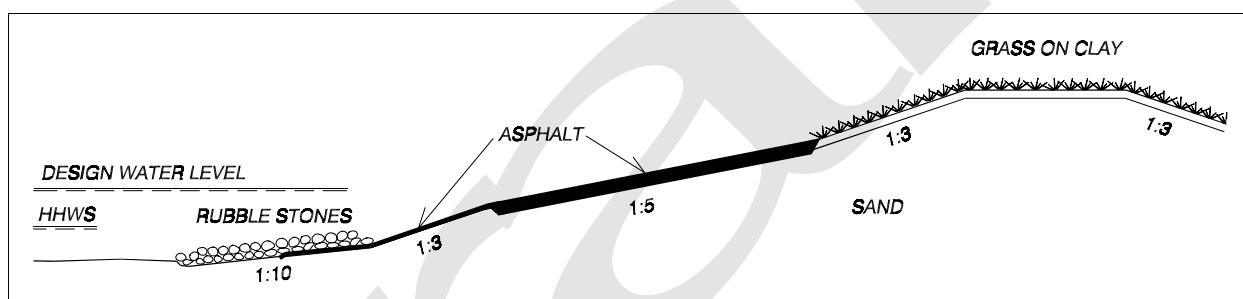 GRASS ON CLAY
ASPHALT
1:3
1:3
DESIGN WATER LEVEL
HHWS
RUBBLE STONES
1:5
SAND
1:3
1:10